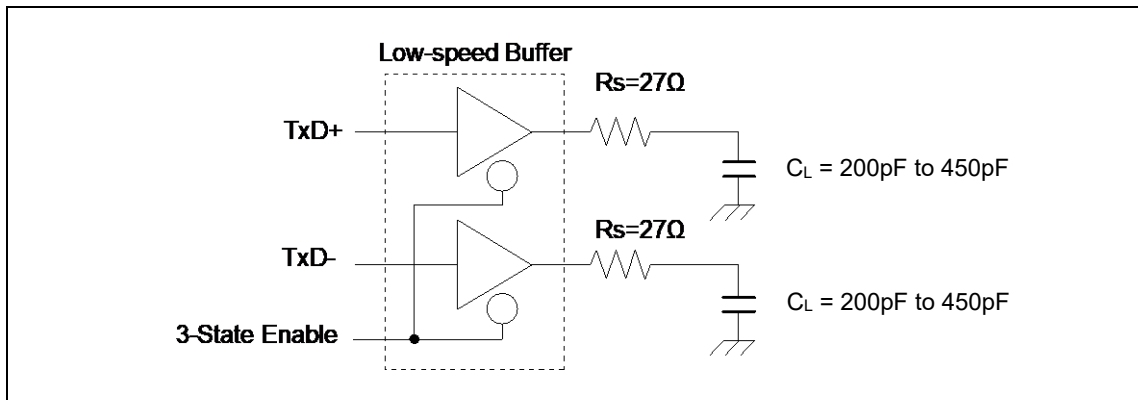 Low-speed Buffer
Rs=27Ω
TxD+
CL = 200pF to 450pF
Rs=27Ω
TxD-
CL = 200pF to 450pF
3-State Enable